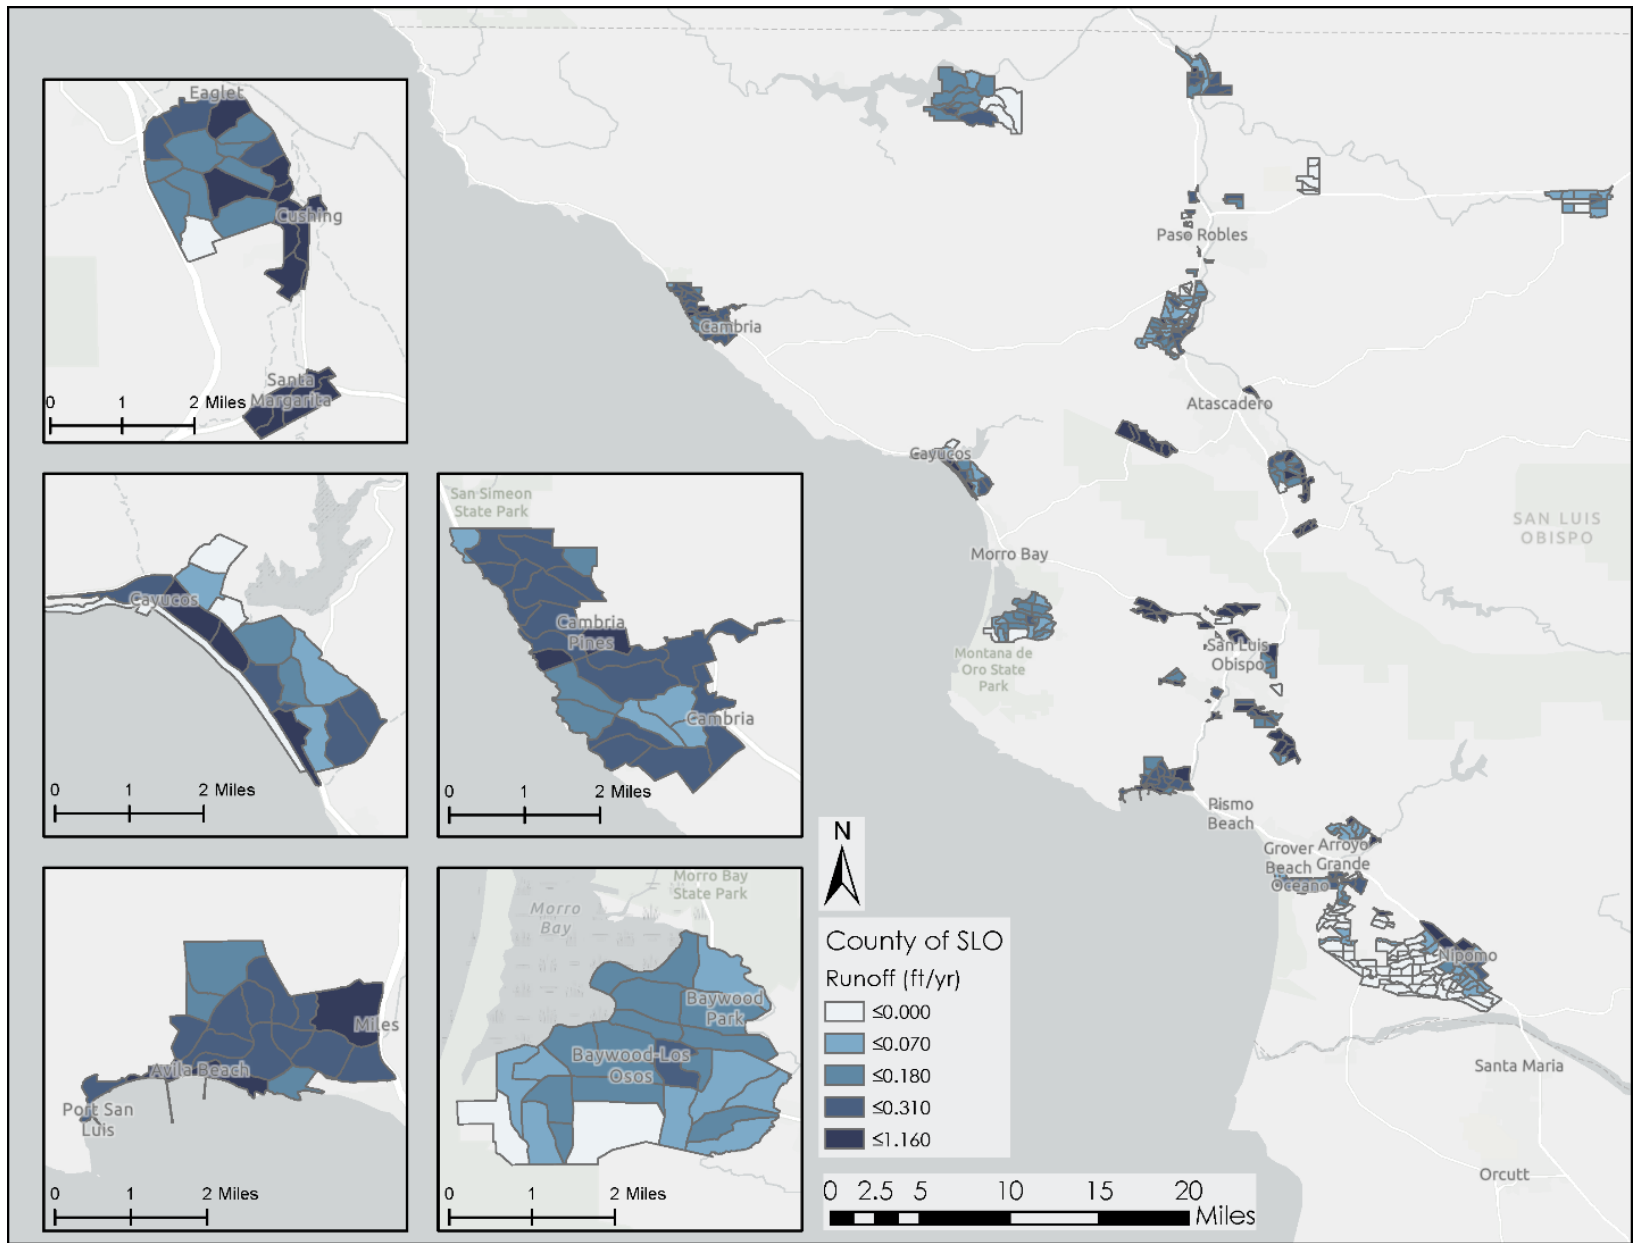 Eaglet
Cushing
Santa
Margarita
0 1 2 Miles
Cayucos
0 1 2 Miles
San Simeon
State Park
Cambria
Pines
Cambria
0 1 2 Miles
Miles
Avila Beach
Port San
Luis
0 1 2 Miles
Morro Bay
State Park
Morro
Bay
Baywood
Park
Baywood-Los
Osos
0 1 2 Miles
Paso Robles
Cambria
Atascadero
Cayucos
SAN LUIS
OBISPO
Morro Bay
Montana de
Oro State
Park
San Luis
Obispo
Pismo
Beach
Grover
Beach
Arroyo
Grande
Oceano
Nipomo
Santa Maria
Orcutt
N
County of SLO
Runoff (ft/yr)
≤0.000
≤0.070
≤0.180
≤0.310
≤1.160
0 2.5 5 10 15 20
Miles